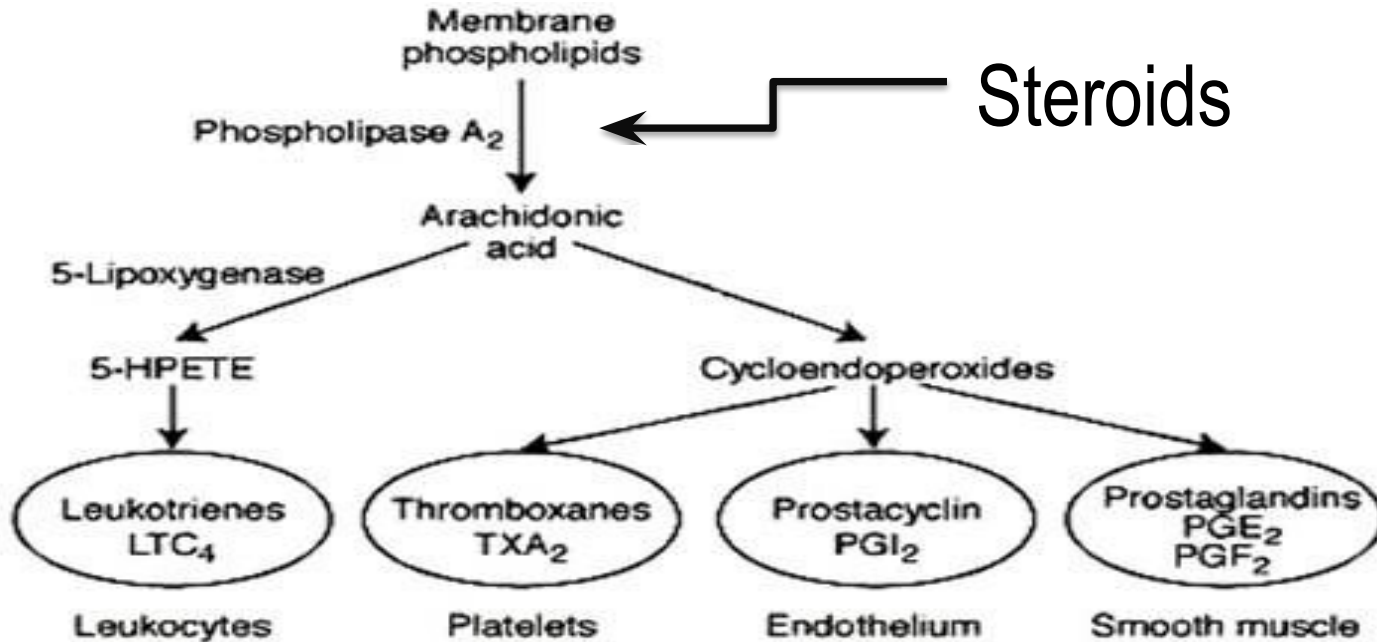 Membrane
phospholipids
Steroids
Phospholipase A₂
Arachidonic
acid
5-Lipoxygenase
5-HPETE
Cycloendoperoxides
Leukotrienes
LTC₄
Thromboxanes
TXA₂
Prostacyclin
PGI₂
Prostaglandins
PGE₂
PGF₂
Leukocytes
Platelets
Endothelium
Smooth muscle